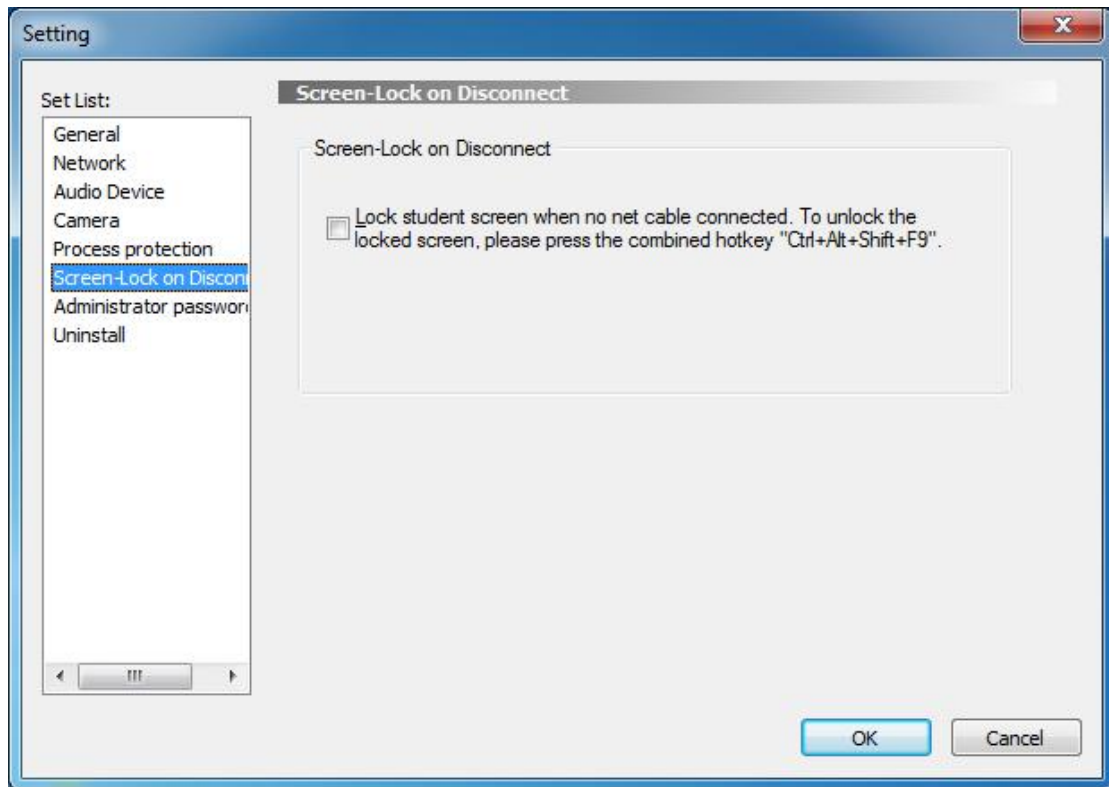 Setting
Set List:
General
Network
Audio Device
Camera
Process protection
Screen-Lock on Disconn
Administrator passwor
Uninstall
Screen-Lock on Disconnect
Screen-Lock on Disconnect
Lock student screen when no net cable connected. To unlock the
locked screen, please press the combined hotkey "Ctrl+Alt+Shift+F9".
OK
Cancel